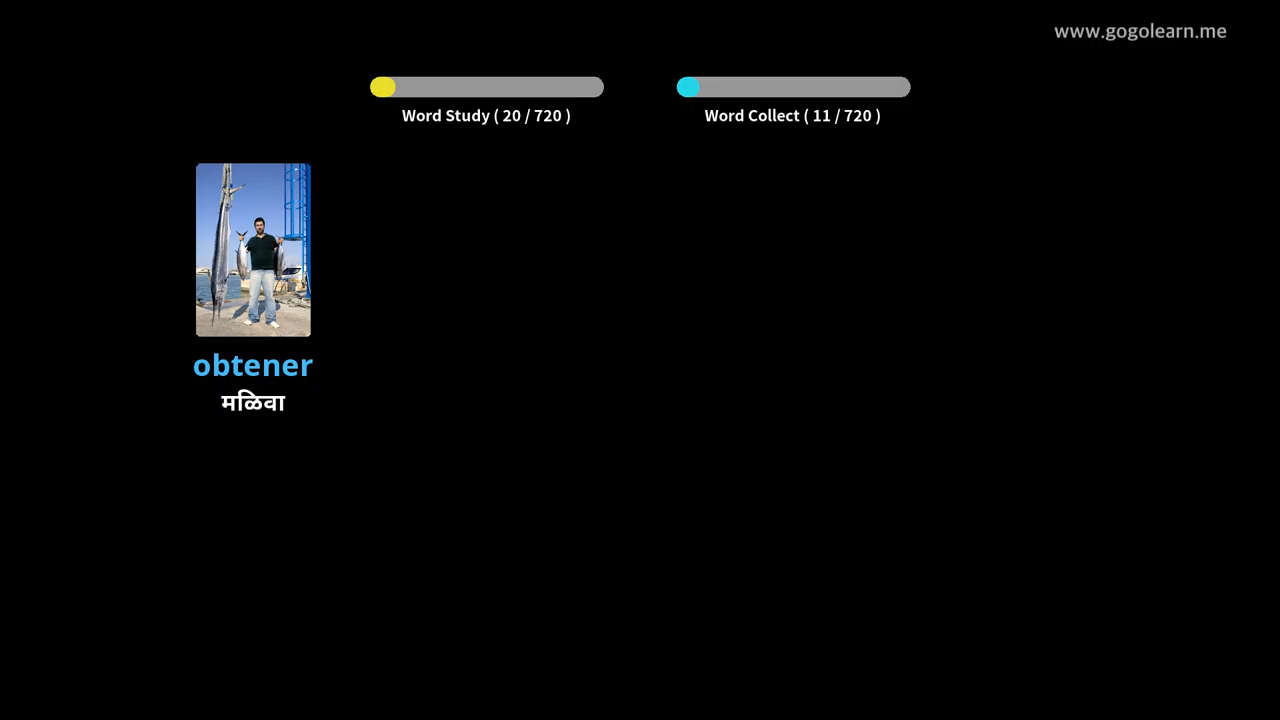 www.gogolearn.me
Word Study ( 20 / 720 )
Word Collect ( 11 / 720 )
obtener
मळिवा